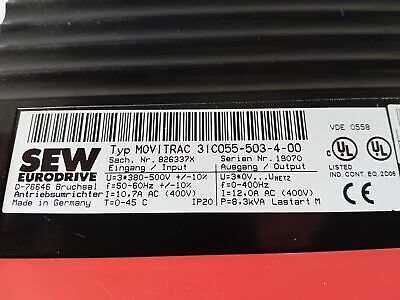 Typ MOVITRAC 31C055-503-4-00
Sach. Nr. 826337X Serien Nr. 19070
SEW
EURODRIVE
D-76646 Bruchsal
Antriebsumrichter
Made in Germany
Eingang / Input
U=3*380-500V +/-10%
f=50-60Hz +/-10%
I=10,7A AC (400V)
T=0-45 C
IP20
Ausgang / Output
U=3*0V...UNETZ
f=0-400Hz
I=12.0A AC (400V)
P=8.3kVA Lastart M
VDE 0558
C UL
UL
LISTED
IND. CONT. EQ. 2D06